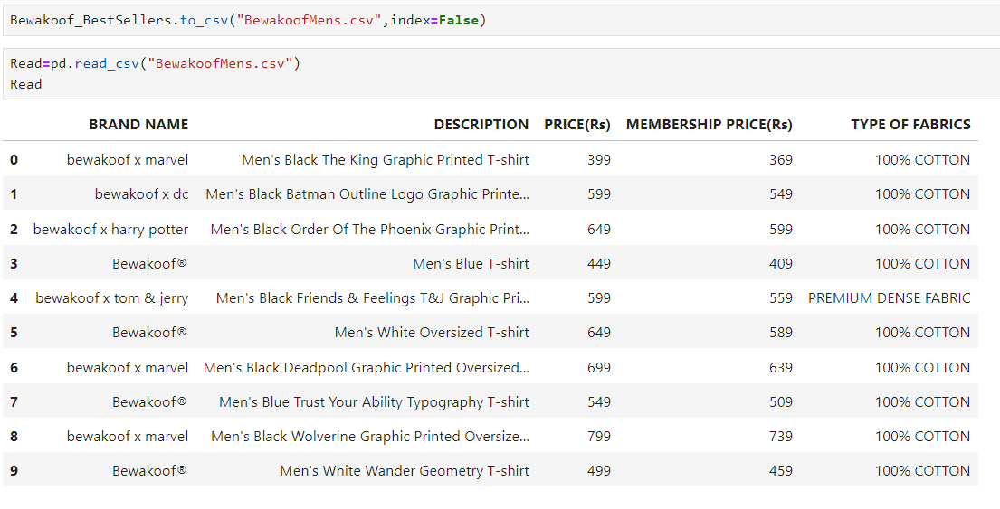 Bewakoof_BestSellers.to_csv("BewakoofMens.csv",index=False)
Read=pd.read_csv("BewakoofMens.csv")
Read
BRAND NAME DESCRIPTION PRICE(Rs) MEMBERSHIP PRICE(Rs) TYPE OF FABRICS
0 bewakoof x marvel Men's Black The King Graphic Printed T-shirt 399 369 100% COTTON
1 bewakoof x dc Men's Black Batman Outline Logo Graphic Printe... 599 549 100% COTTON
2 bewakoof x harry potter Men's Black Order Of The Phoenix Graphic Print... 649 599 100% COTTON
3 Bewakoof® Men's Blue T-shirt 449 409 100% COTTON
4 bewakoof x tom & jerry Men's Black Friends & Feelings T&J Graphic Pri... 599 559 PREMIUM DENSE FABRIC
5 Bewakoof® Men's White Oversized T-shirt 649 589 100% COTTON
6 bewakoof x marvel Men's Black Deadpool Graphic Printed Oversized... 699 639 100% COTTON
7 Bewakoof® Men's Blue Trust Your Ability Typography T-shirt 549 509 100% COTTON
8 bewakoof x marvel Men's Black Wolverine Graphic Printed Oversize... 799 739 100% COTTON
9 Bewakoof® Men's White Wander Geometry T-shirt 499 459 100% COTTON